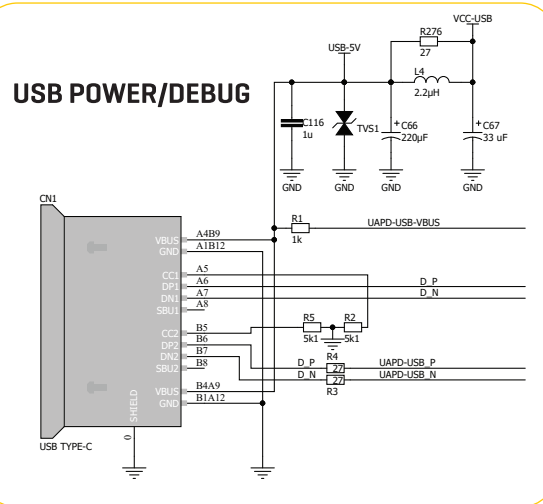 VCC-USB
R276
27
USB-5V
L4
2.2µH
USB POWER/DEBUG
C116
1u
TVS1
+
C66
220µF
+
C67
33 uF
GND
GND
GND
GND
CN1
R1
1k
UAPD-USB-VBUS
VBUS A4B9
GND A1B12
CC1 A5
DP1 A6 D_P
DN1 A7 D_N
SBU1 A8
R5 R2
5k1 5k1
CC2 B5
DP2 B6
DN2 B7
SBU2 B8
R4
D_P 27 UAPD-USB_P
D_N 27 UAPD-USB_N
R3
VBUS B4A9
GND B1A12
SHIELD
0
USB TYPE-C